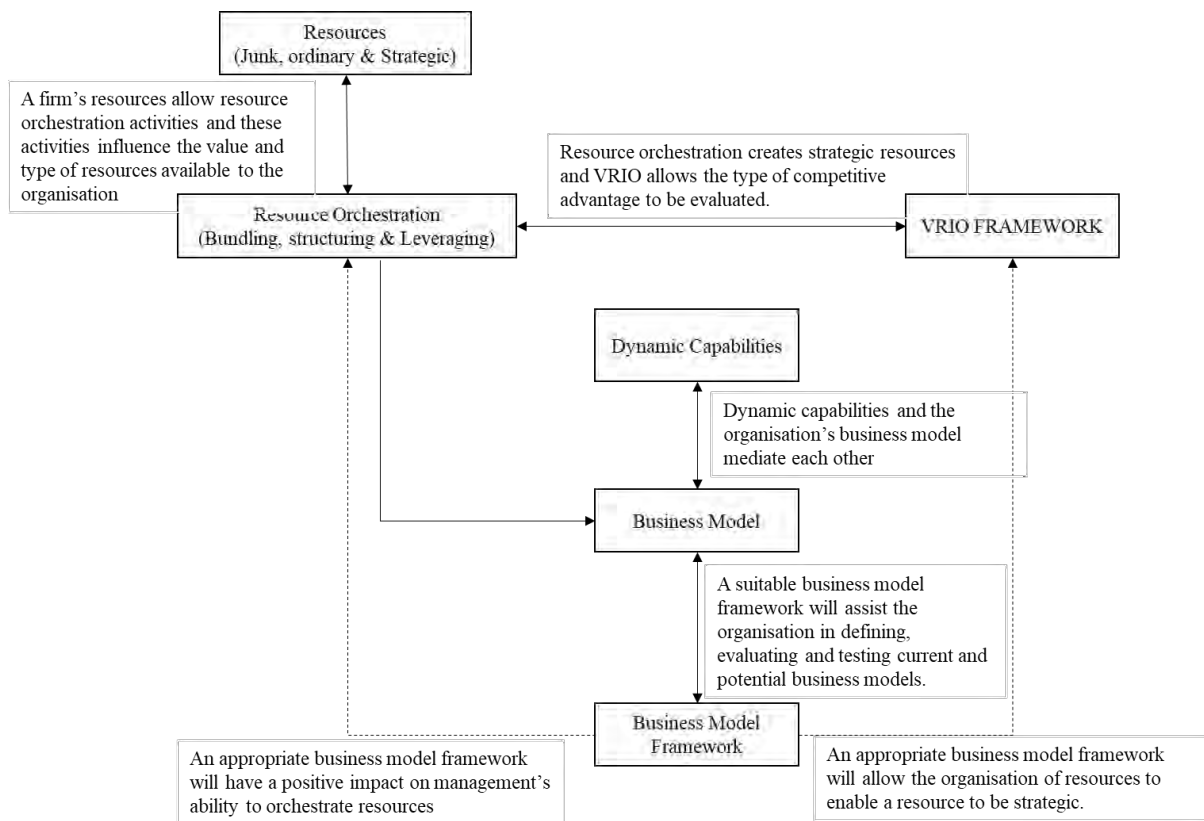 Resources
(Junk, ordinary & Strategic)
A firm's resources allow resource
orchestration activities and these
activities influence the value and
type of resources available to the
organisation
Resource orchestration creates strategic resources
and VRIO allows the type of competitive
advantage to be evaluated.
Resource Orchestration
(Bundling, structuring & Leveraging)
VRIO FRAMEWORK
Dynamic Capabilities
Dynamic capabilities and the
organisation's business model
mediate each other
Business Model
A suitable business model
framework will assist the
organisation in defining,
evaluating and testing current and
potential business models.
Business Model
Framework
An appropriate business model framework
will have a positive impact on management's
ability to orchestrate resources
An appropriate business model framework
will allow the organisation of resources to
enable a resource to be strategic.